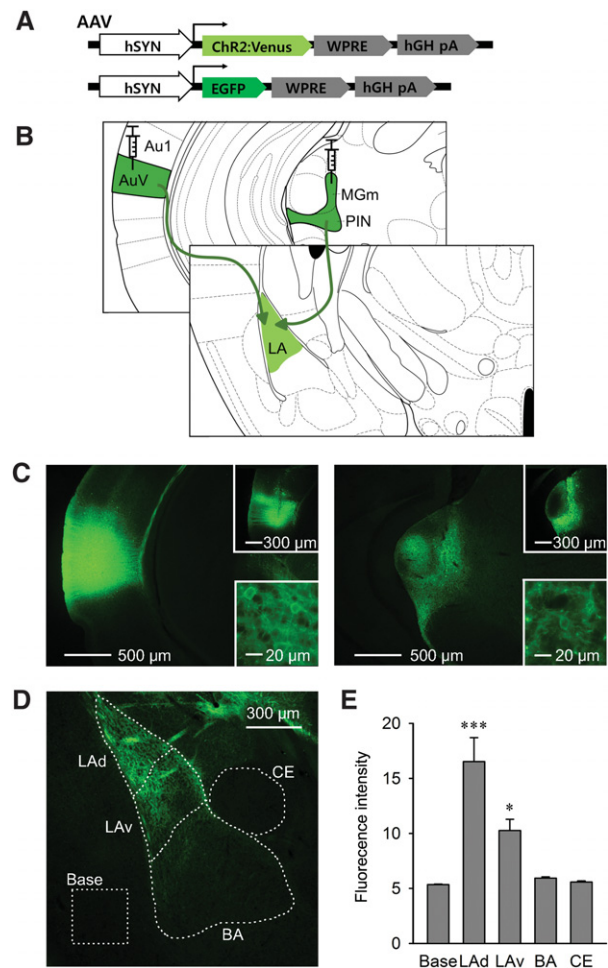 A
AAV
hSYN ChR2:Venus WPRE hGH pA
hSYN EGFP WPRE hGH pA
B
Au1
AuV
MGm
PIN
LA
C
300 µm
500 µm
20 µm
300 µm
500 µm
20 µm
D
300 µm
LAd
CE
LAv
Base
BA
E
Fluorecence intensity
20
15
10
5
0
***
*
Base LAd LAv BA CE